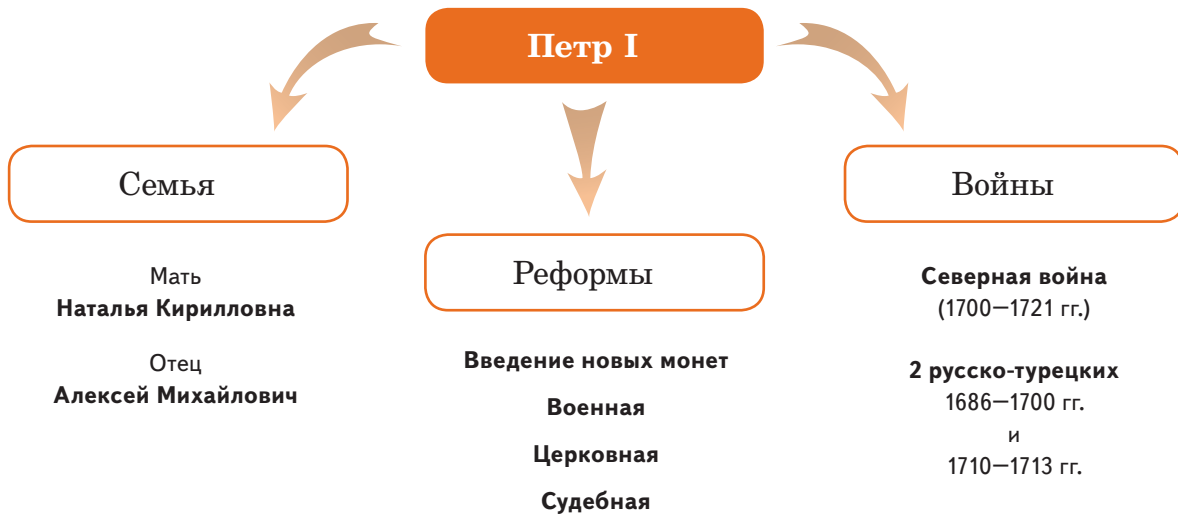 Петр I
Семья
Мать
Наталья Кирилловна
Отец
Алексей Михайлович
Реформы
Введение новых монет
Военная
Церковная
Судебная
Войны
Северная война
(1700—1721 гг.)
2 русско-турецких
1686—1700 гг.
и
1710—1713 гг.